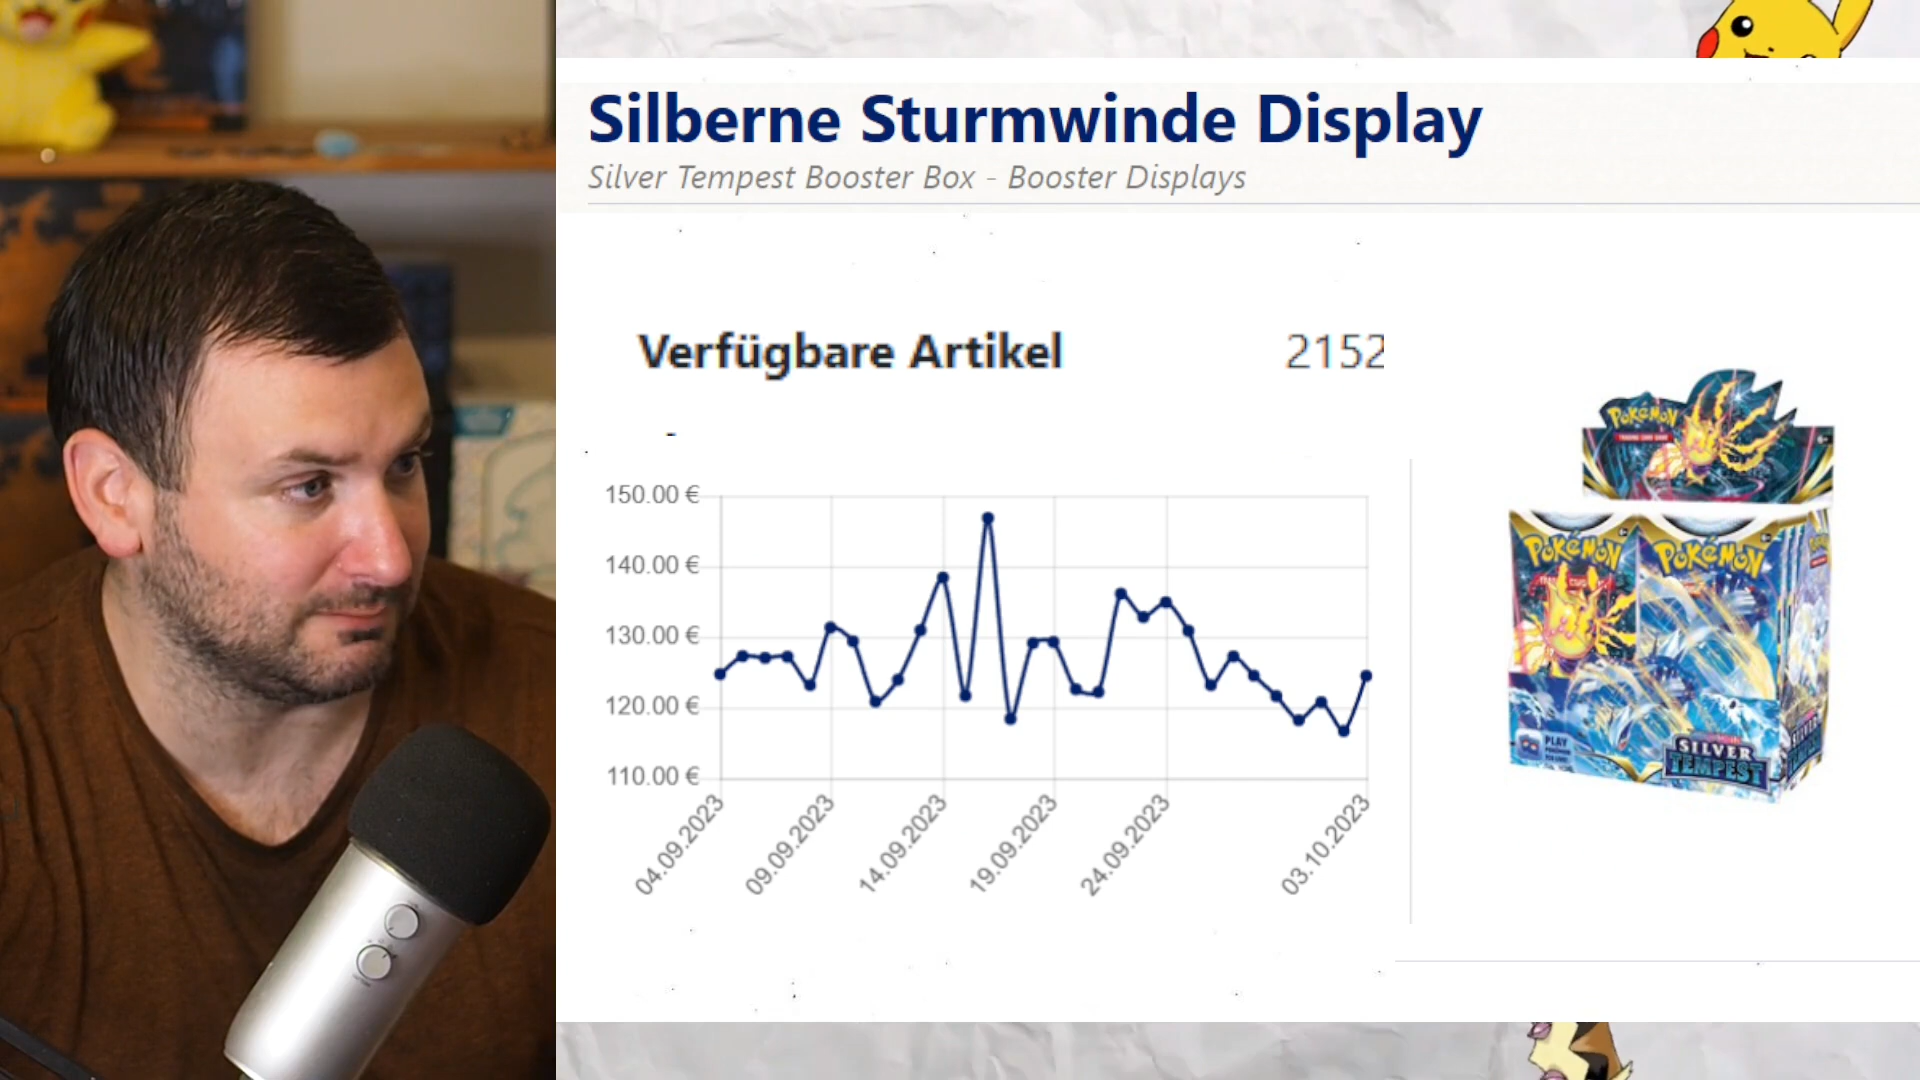 Silberne Sturmwinde Display
Silver Tempest Booster Box - Booster Displays
Verfügbare Artikel 2152
150.00 €
140.00 €
130.00 €
120.00 €
110.00 €
04.09.2023
09.09.2023
14.09.2023
19.09.2023
24.09.2023
03.10.2023
POKéMON
POKéMON POKéMON
PLAY
SILVER
TEMPEST